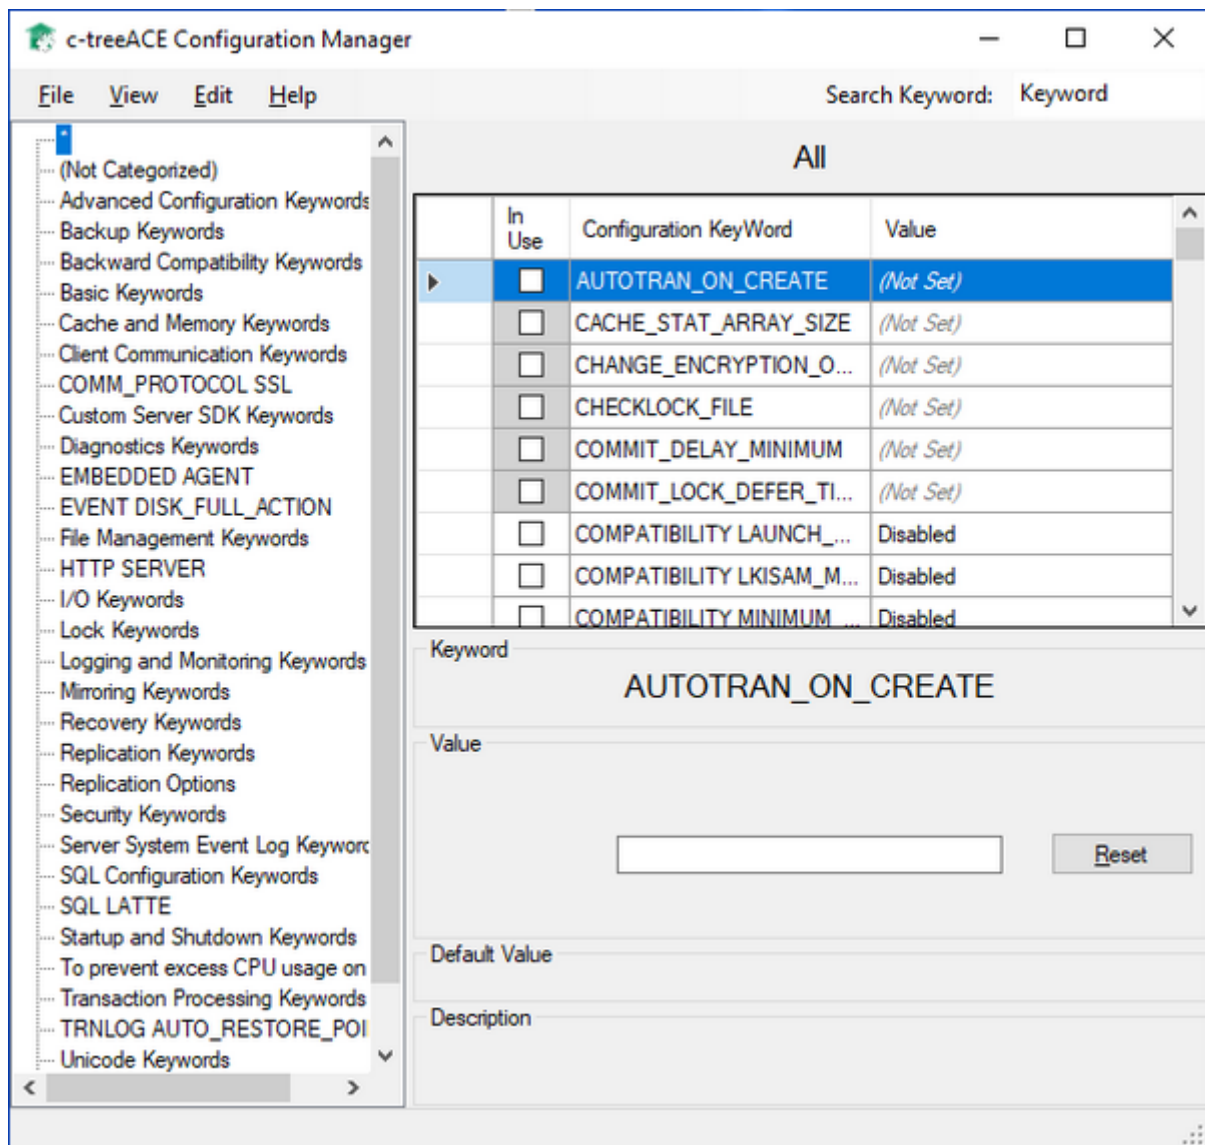 c-treeACE Configuration Manager
File View Edit Help Search Keyword: Keyword
*
(Not Categorized)
Advanced Configuration Keywords
Backup Keywords
Backward Compatibility Keywords
Basic Keywords
Cache and Memory Keywords
Client Communication Keywords
COMM_PROTOCOL SSL
Custom Server SDK Keywords
Diagnostics Keywords
EMBEDDED AGENT
EVENT DISK_FULL_ACTION
File Management Keywords
HTTP SERVER
I/O Keywords
Lock Keywords
Logging and Monitoring Keywords
Mirroring Keywords
Recovery Keywords
Replication Keywords
Replication Options
Security Keywords
Server System Event Log Keyword
SQL Configuration Keywords
SQL LATTE
Startup and Shutdown Keywords
To prevent excess CPU usage on
Transaction Processing Keywords
TRNLOG AUTO_RESTORE_POI
Unicode Keywords
All
In Use Configuration KeyWord Value
AUTOTRAN_ON_CREATE (Not Set)
CACHE_STAT_ARRAY_SIZE (Not Set)
CHANGE_ENCRYPTION_O... (Not Set)
CHECKLOCK_FILE (Not Set)
COMMIT_DELAY_MINIMUM (Not Set)
COMMIT_LOCK_DEFER_TI... (Not Set)
COMPATIBILITY LAUNCH_... Disabled
COMPATIBILITY LKISAM_M... Disabled
COMPATIBILITY MINIMUM_... Disabled
Keyword
AUTOTRAN_ON_CREATE
Value
Reset
Default Value
Description